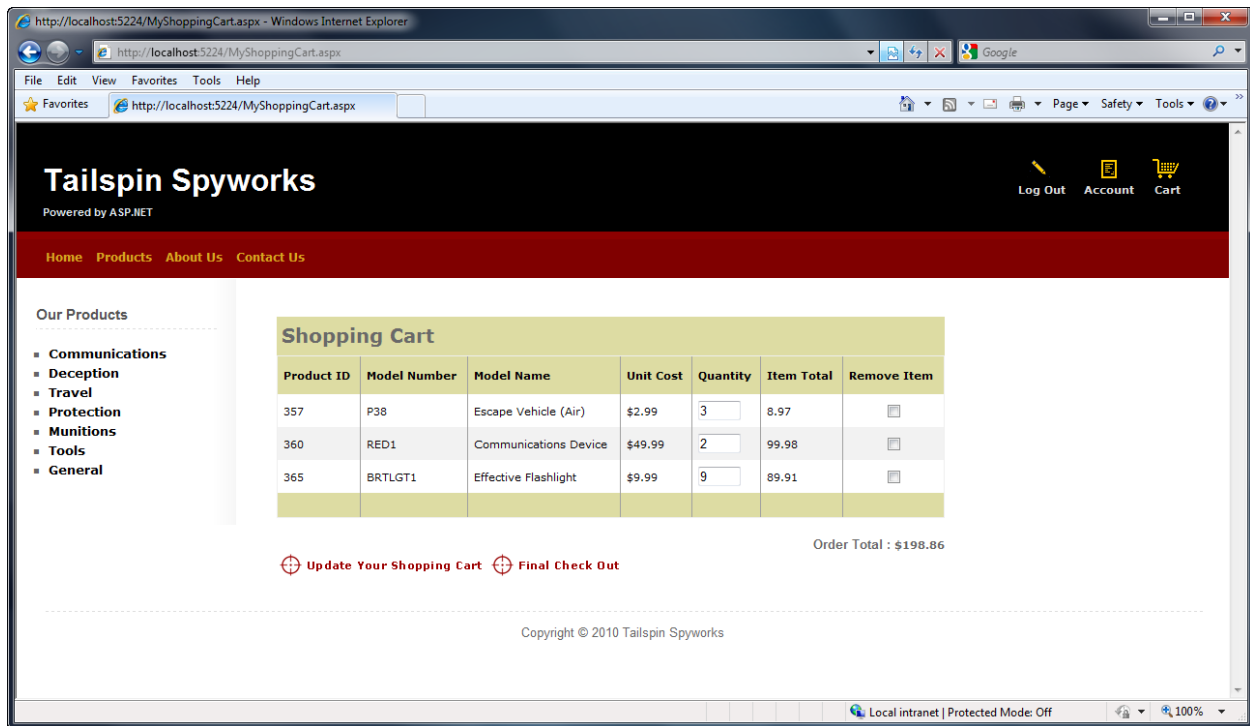 http://localhost:5224/MyShoppingCart.aspx - Windows Internet Explorer
http://localhost:5224/MyShoppingCart.aspx
Google
File Edit View Favorites Tools Help
Favorites
http://localhost:5224/MyShoppingCart.aspx
Page Safety Tools
Tailspin Spyworks
Powered by ASP.NET
Log Out Account Cart
Home Products About Us Contact Us
Our Products
Communications
Deception
Travel
Protection
Munitions
Tools
General
Shopping Cart
Product ID Model Number Model Name Unit Cost Quantity Item Total Remove Item
357 P38 Escape Vehicle (Air) $2.99 3 8.97
360 RED1 Communications Device $49.99 2 99.98
365 BRTLGT1 Effective Flashlight $9.99 9 89.91
Order Total : $198.86
Update Your Shopping Cart Final Check Out
Copyright © 2010 Tailspin Spyworks
Local intranet | Protected Mode: Off 100%